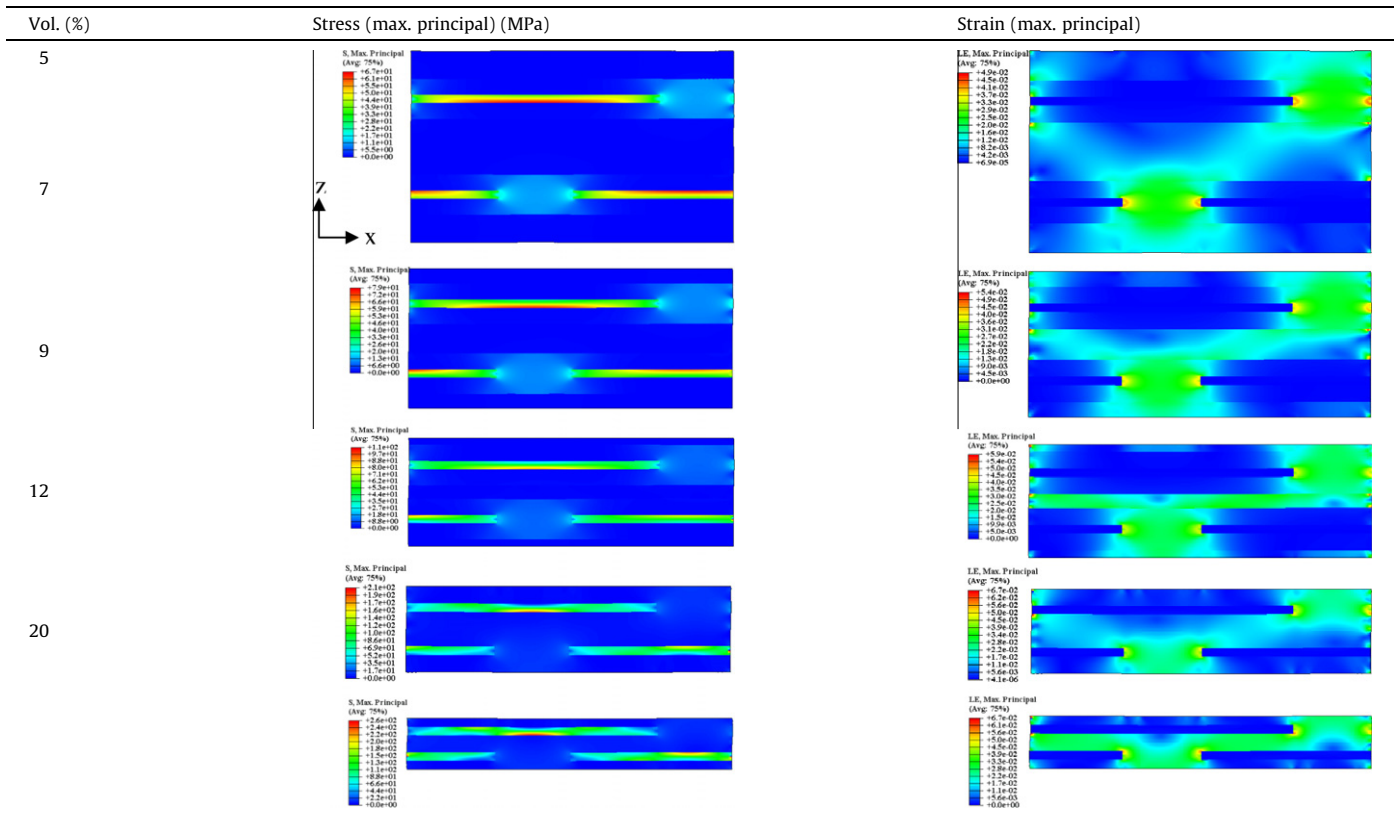 Vol. (%) Stress (max. principal) (MPa) Strain (max. principal)
5
S, Max. Principal
(Avg: 75%)
+6.7e+01
+6.1e+01
+5.5e+01
+5.0e+01
+4.4e+01
+3.9e+01
+3.3e+01
+2.8e+01
+2.2e+01
+1.7e+01
+1.1e+01
+5.5e+00
+0.0e+00
LE, Max. Principal
(Avg: 75%)
+4.9e-02
+4.5e-02
+4.1e-02
+3.7e-02
+3.3e-02
+2.9e-02
+2.5e-02
+2.0e-02
+1.6e-02
+1.2e-02
+8.2e-03
+4.2e-03
+6.9e-05
7
Z
X
S, Max. Principal
(Avg: 75%)
+7.9e+01
+7.2e+01
+6.6e+01
+5.9e+01
+5.3e+01
+4.6e+01
+4.0e+01
+3.3e+01
+2.6e+01
+2.0e+01
+1.3e+01
+6.6e+00
+0.0e+00
LE, Max. Principal
(Avg: 75%)
+5.4e-02
+4.9e-02
+4.5e-02
+4.0e-02
+3.6e-02
+3.1e-02
+2.7e-02
+2.2e-02
+1.8e-02
+1.3e-02
+9.0e-03
+4.5e-03
+0.0e+00
9
S, Max. Principal
(Avg: 75%)
+1.1e+02
+9.7e+01
+8.8e+01
+8.0e+01
+7.1e+01
+6.2e+01
+5.3e+01
+4.4e+01
+3.5e+01
+2.7e+01
+1.8e+01
+8.8e+00
+0.0e+00
LE, Max. Principal
(Avg: 75%)
+5.9e-02
+5.4e-02
+5.0e-02
+4.5e-02
+4.0e-02
+3.5e-02
+3.0e-02
+2.5e-02
+2.0e-02
+1.5e-02
+9.9e-03
+5.0e-03
+0.0e+00
12
S, Max. Principal
(Avg: 75%)
+2.1e+02
+1.9e+02
+1.7e+02
+1.6e+02
+1.4e+02
+1.2e+02
+1.0e+02
+8.6e+01
+6.9e+01
+5.2e+01
+3.5e+01
+1.7e+01
+0.0e+00
LE, Max. Principal
(Avg: 75%)
+6.7e-02
+6.2e-02
+5.6e-02
+5.0e-02
+4.5e-02
+3.9e-02
+3.4e-02
+2.8e-02
+2.2e-02
+1.7e-02
+1.1e-02
+5.6e-03
+4.1e-06
20
S, Max. Principal
(Avg: 75%)
+2.6e+02
+2.4e+02
+2.2e+02
+2.0e+02
+1.8e+02
+1.5e+02
+1.3e+02
+1.1e+02
+8.8e+01
+6.6e+01
+4.4e+01
+2.2e+01
+0.0e+00
LE, Max. Principal
(Avg: 75%)
+6.7e-02
+6.1e-02
+5.6e-02
+5.0e-02
+4.5e-02
+3.9e-02
+3.3e-02
+2.8e-02
+2.2e-02
+1.7e-02
+1.1e-02
+5.6e-03
+0.0e+00